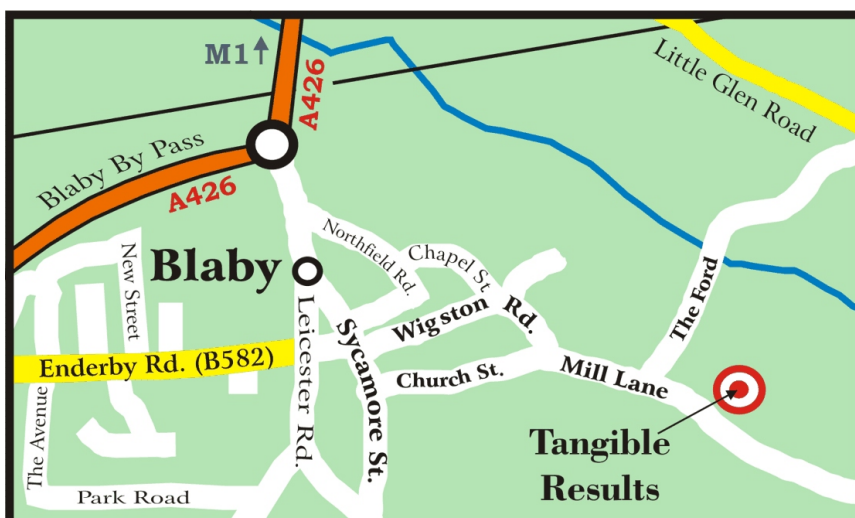 M1
A426
Little Glen Road
Blaby By Pass
A426
Northfield Rd.
Chapel St.
New Street
Blaby
Leicester Rd.
Sycamore St.
Wigston Rd.
The Ford
Enderby Rd. (B582)
Church St.
Mill Lane
The Avenue
Tangible
Results
Park Road